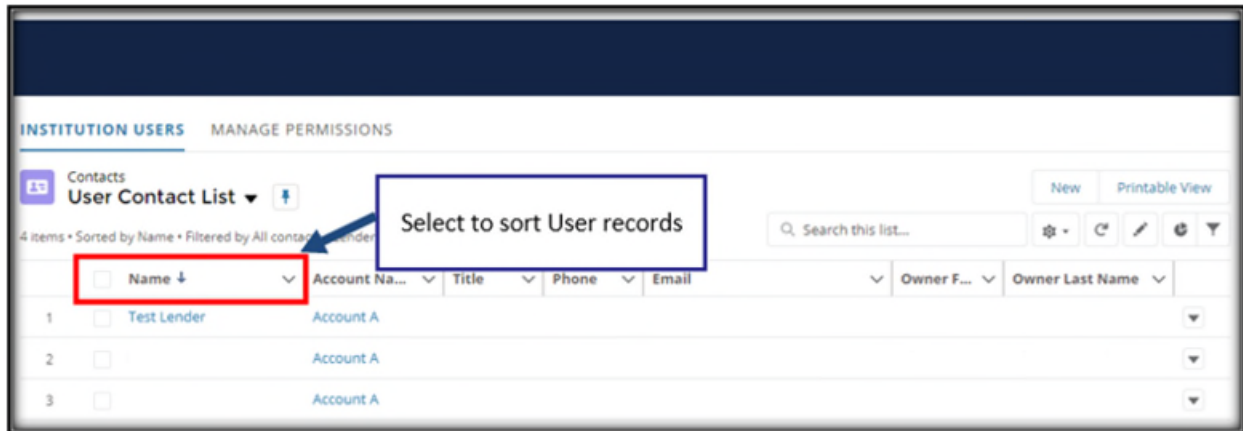 INSTITUTION USERS MANAGE PERMISSIONS
Contacts
User Contact List
New Printable View
Select to sort User records
4 items • Sorted by Name • Filtered by All
Search this list...
Name Account Na... Title Phone Email Owner F... Owner Last Name
1 Test Lender Account A
2 Account A
3 Account A